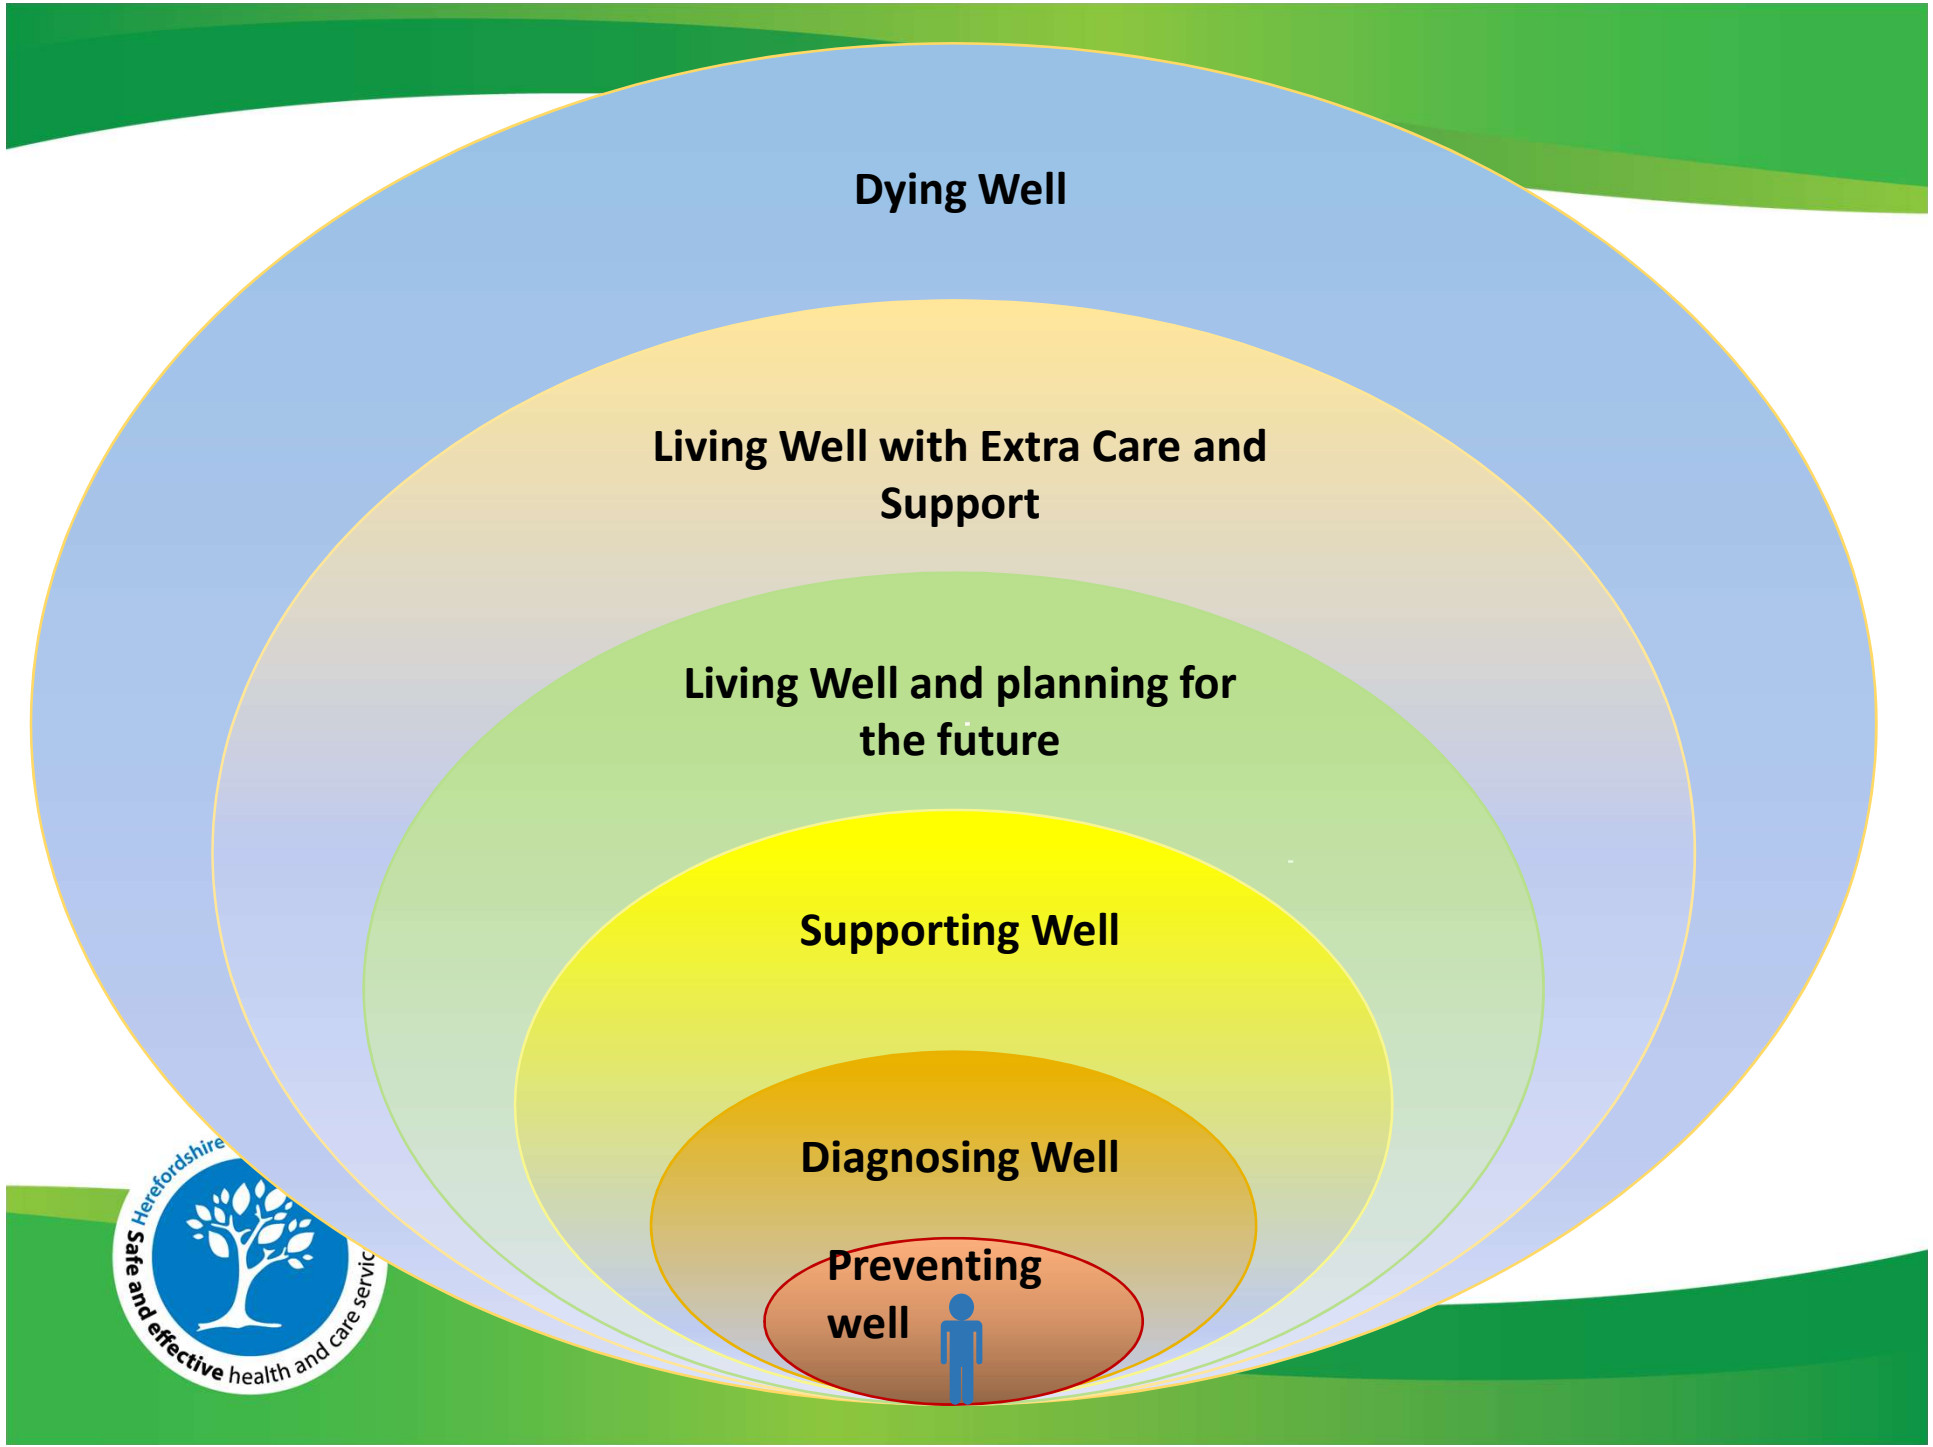 Dying Well
Living Well with Extra Care and
Support
Living Well and planning for
the future
Supporting Well
Diagnosing Well
Preventing
well
Herefordshire
Safe and effective health and care